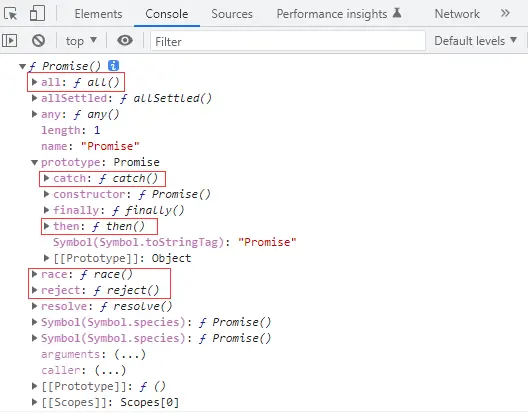 Elements Console Sources Performance insights Network »
top Filter Default levels
ƒ Promise() i
all: ƒ all()
allSettled: ƒ allSettled()
any: ƒ any()
length: 1
name: "Promise"
prototype: Promise
catch: ƒ catch()
constructor: ƒ Promise()
finally: ƒ finally()
then: ƒ then()
Symbol(Symbol.toStringTag): "Promise"
[[Prototype]]: Object
race: ƒ race()
reject: ƒ reject()
resolve: ƒ resolve()
Symbol(Symbol.species): ƒ Promise()
Symbol(Symbol.species): ƒ Promise()
arguments: (...)
caller: (...)
[[Prototype]]: ƒ ()
[[Scopes]]: Scopes[0]